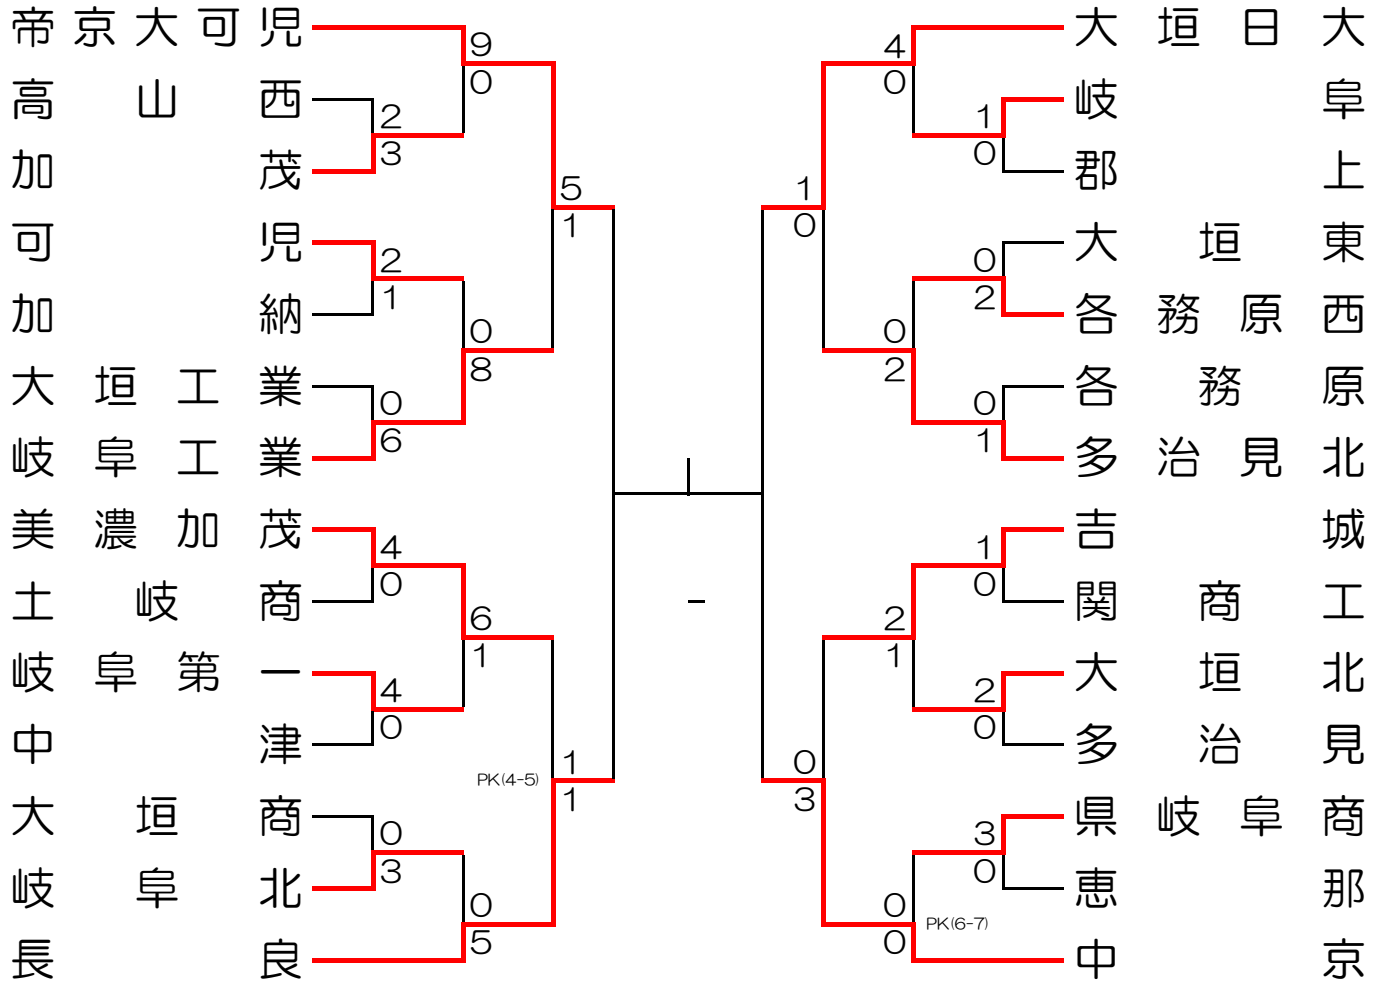 帝京大可児
高山西
加茂
可児
加納
大垣工業
岐阜工業
美濃加茂
土岐商
岐阜第一
中津
大垣商
岐阜北
長良
9
0
2
3
2
1
0
6
0
8
5
1
4
0
4
0
6
1
0
3
0
5
PK(4-5)
1
1
–
大垣日大
岐阜
郡上
大垣東
各務原西
各務原
多治見北
吉城
関商工
大垣北
多治見
県岐阜商
恵那
中京
4
0
1
0
1
0
0
2
0
2
0
1
1
0
2
1
2
0
0
3
3
0
0
0
PK(6-7)